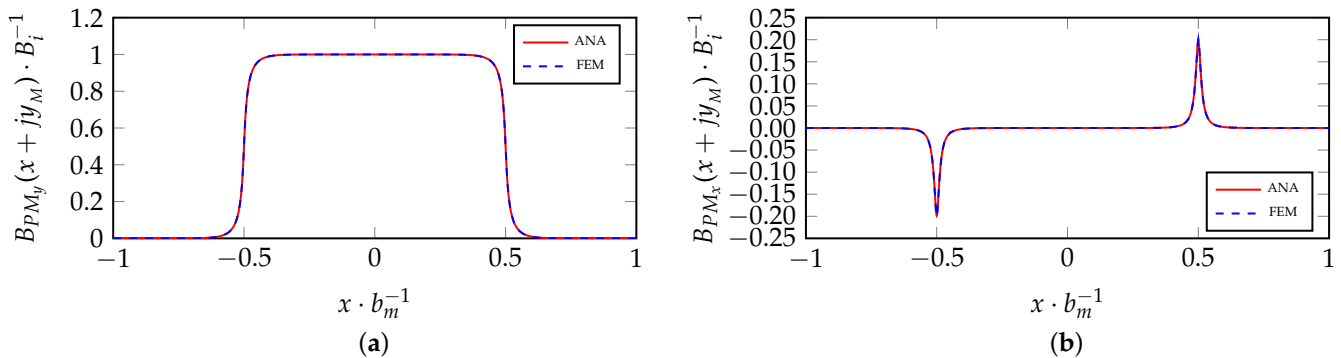 1.2
1
0.8
0.6
0.4
0.2
0
−1
−0.5
0
0.5
1
B_{PM_y}(x + jy_M) · B_i^{−1}
x · b_m^{−1}
ANA
FEM
(a)
0.25
0.20
0.15
0.10
0.05
0.00
−0.05
−0.10
−0.15
−0.20
−0.25
−1
−0.5
0
0.5
1
B_{PM_x}(x + jy_M) · B_i^{−1}
x · b_m^{−1}
ANA
FEM
(b)